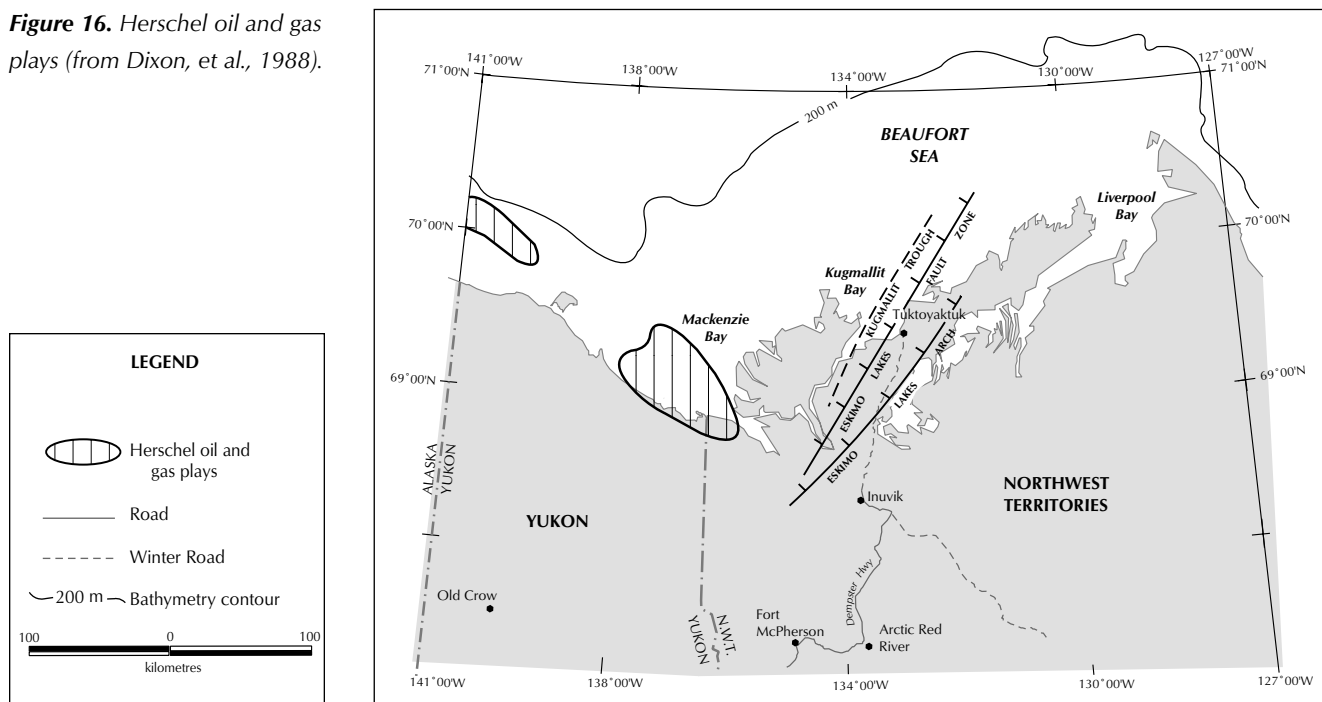 Figure 16. Herschel oil and gas
plays (from Dixon, et al., 1988).
LEGEND
Herschel oil and
gas plays
Road
Winter Road
200 m
Bathymetry contour
100 0 100
kilometres
141°00'W
71°00'N
138°00'W
134°00'W
130°00'W
127°00'W
71°00'N
200 m
BEAUFORT
SEA
Liverpool
Bay
70°00'N
70°00'N
Kugmallit
Bay
KUGMALLIT TROUGH
ESKIMO LAKES FAULT ZONE
Tuktoyaktuk
Mackenzie
Bay
ESKIMO LAKES ARCH
69°00'N
69°00'N
ALASKA
YUKON
Inuvik
NORTHWEST
TERRITORIES
YUKON
Dempster Hwy
Old Crow
Fort
McPherson
Arctic Red
River
YUKON
N.W.T.
141°00'W
138°00'W
134°00'W
130°00'W
127°00'W